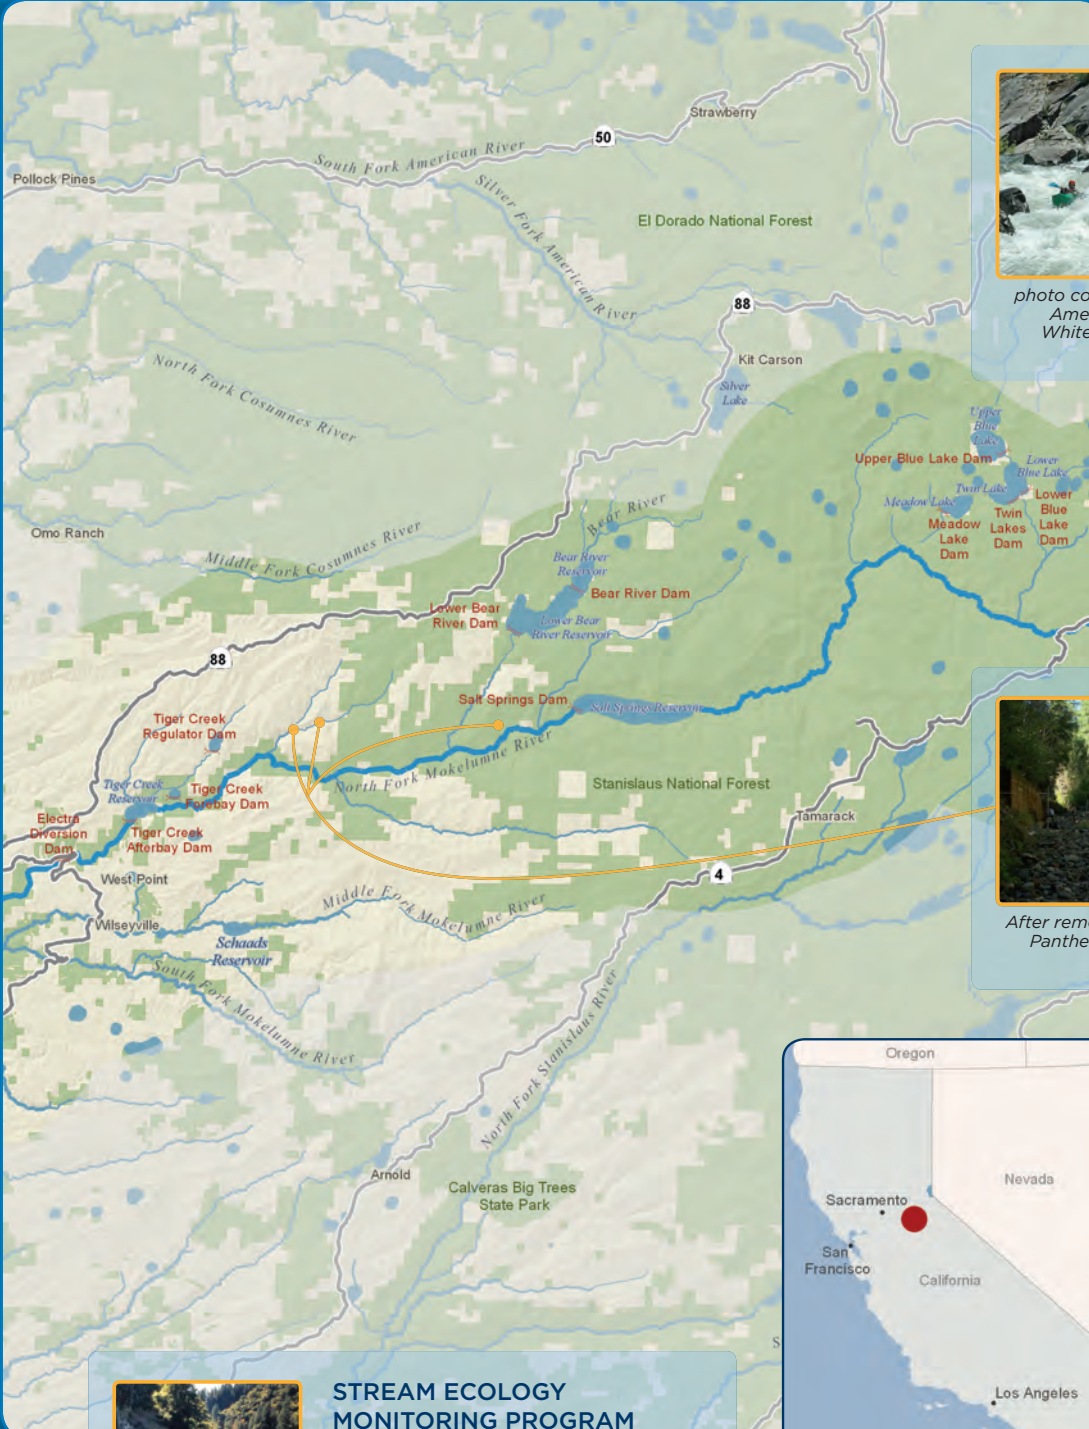 Strawberry
50
South Fork American River
Pollock Pines
Silver Fork American River
El Dorado National Forest
photo co
Ame
White
88
Kit Carson
Silver
Lake
North Fork Cosumnes River
Upper
Blue
Lake
Upper Blue Lake Dam
Lower
Blue Lake
Twin Lake
Meadow Lake
Lower
Blue
Lake
Dam
Twin
Lakes
Dam
Meadow
Lake
Dam
Bear River
Omo Ranch
Middle Fork Cosumnes River
Bear River
Reservoir
Bear River Dam
Lower Bear
River Dam
Lower Bear
River Reservoir
88
Salt Springs Dam
Salt Springs Reservoir
Tiger Creek
Regulator Dam
North Fork Mokelumne River
Stanislaus National Forest
Tiger Creek
Reservoir
Tiger Creek
Forebay Dam
Electra
Diversion
Dam
Tiger Creek
Afterbay Dam
Tamarack
4
West Point
Middle Fork Mokelumne River
Wilseyville
Schaads
Reservoir
After remo
Panthe
South Fork Mokelumne River
North Fork Stanislaus River
Arnold
Calveras Big Trees
State Park
Oregon
Nevada
Sacramento
San
Francisco
California
Los Angeles
S
STREAM ECOLOGY
MONITORING PROGRAM